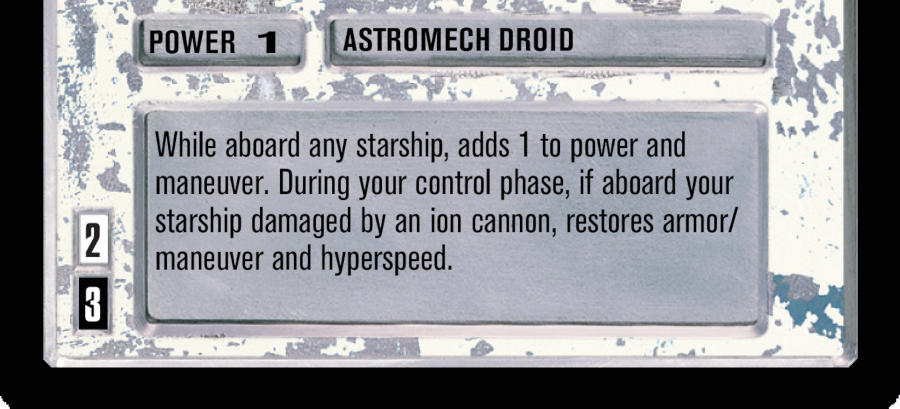 POWER 1
ASTROMECH DROID
While aboard any starship, adds 1 to power and
maneuver. During your control phase, if aboard your
starship damaged by an ion cannon, restores armor/
maneuver and hyperspeed.
2
3